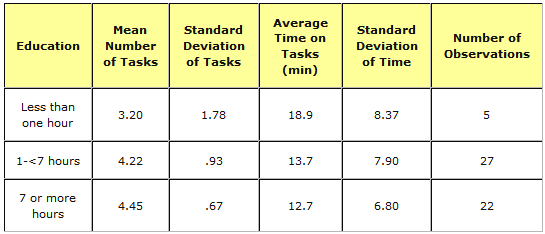 Education
Mean
Number
of Tasks
Standard
Deviation
of Tasks
Average
Time on
Tasks
(min)
Standard
Deviation
of Time
Number of
Observations
Less than
one hour
3.20
1.78
18.9
8.37
5
1-<7 hours
4.22
.93
13.7
7.90
27
7 or more
hours
4.45
.67
12.7
6.80
22